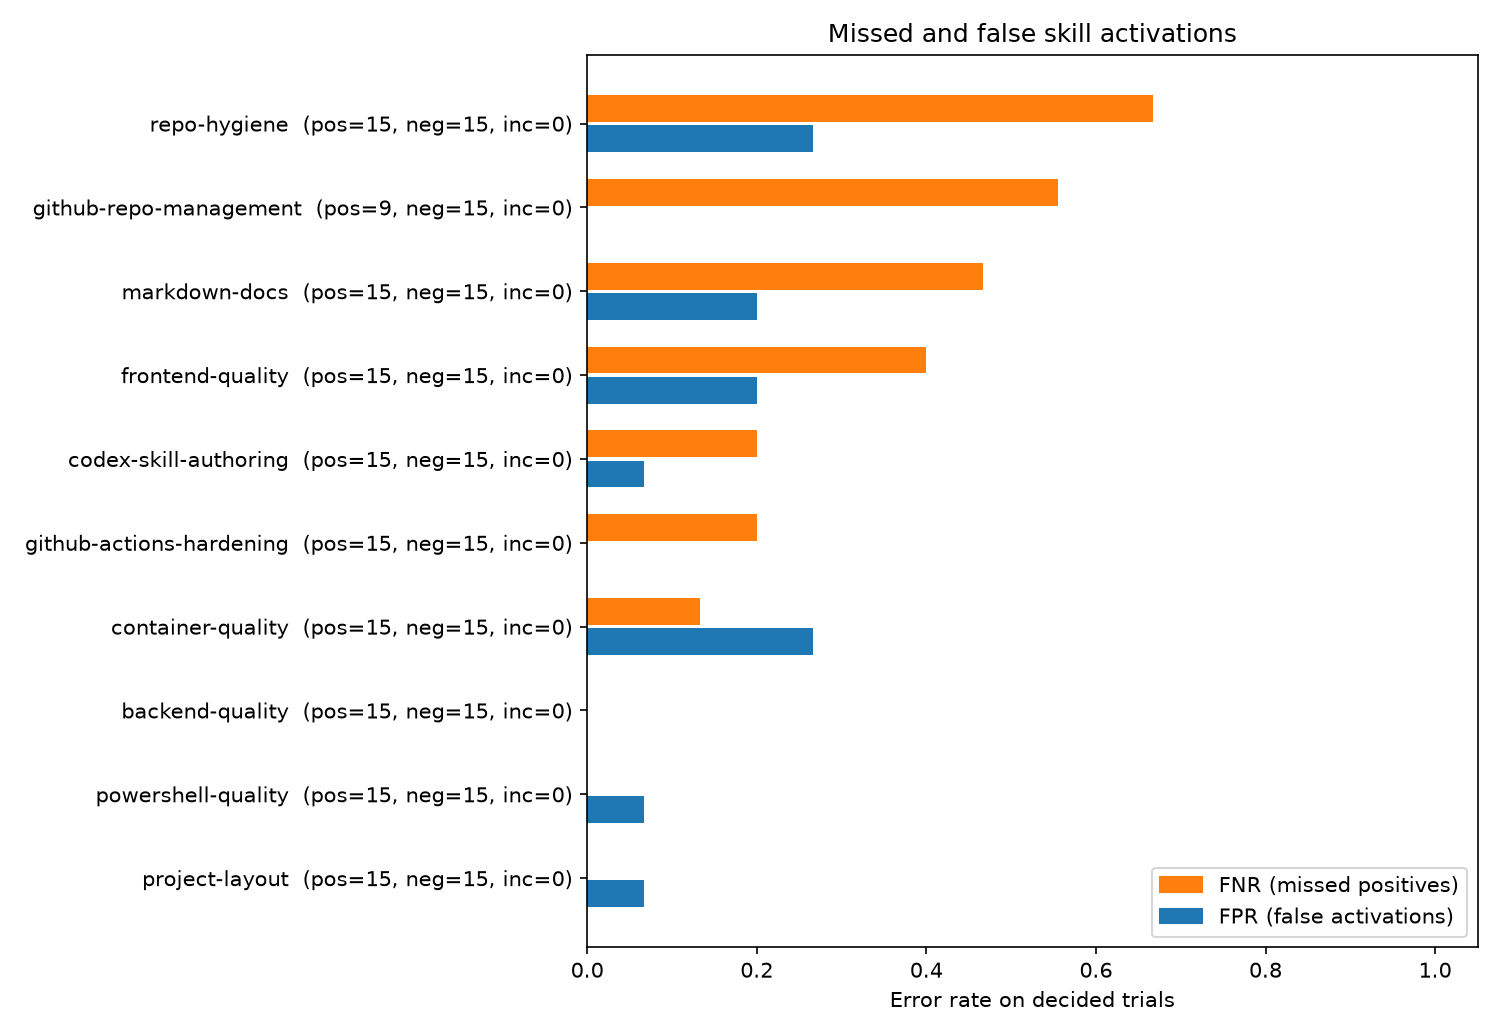 Missed and false skill activations
repo-hygiene  (pos=15, neg=15, inc=0)
github-repo-management  (pos=9, neg=15, inc=0)
markdown-docs  (pos=15, neg=15, inc=0)
frontend-quality  (pos=15, neg=15, inc=0)
codex-skill-authoring  (pos=15, neg=15, inc=0)
github-actions-hardening  (pos=15, neg=15, inc=0)
container-quality  (pos=15, neg=15, inc=0)
backend-quality  (pos=15, neg=15, inc=0)
powershell-quality  (pos=15, neg=15, inc=0)
project-layout  (pos=15, neg=15, inc=0)
FNR (missed positives)
FPR (false activations)
0.0 0.2 0.4 0.6 0.8 1.0
Error rate on decided trials